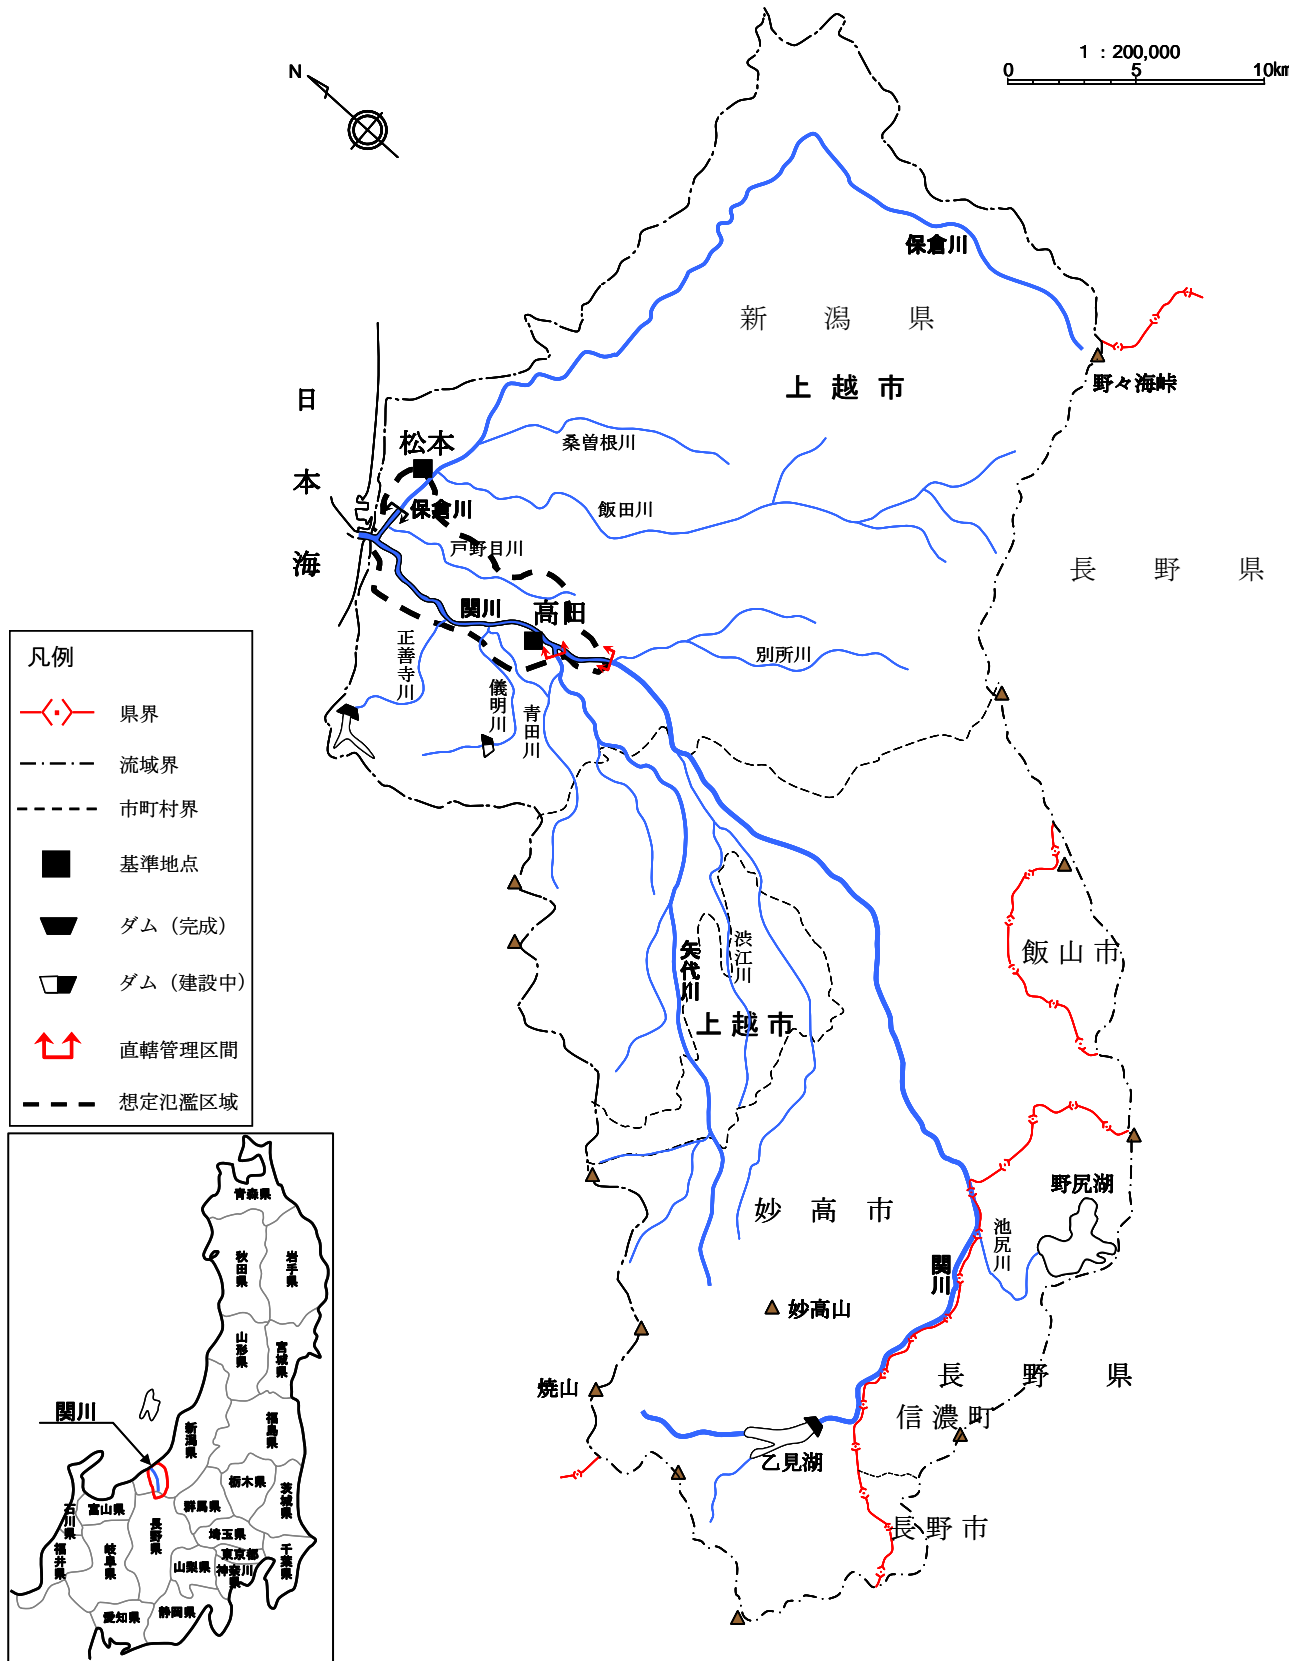 N
1 : 200,000
0 5 10km
保倉川
新潟県
上越市
野々海峠
日本海
松本
桑曽根川
飯田川
保倉川
戸野目川
長野県
関川
高田
正善寺川
儀明川
青田川
別所川
凡例
県界
流域界
市町村界
基準地点
ダム（完成）
ダム（建設中）
直轄管理区間
想定氾濫区域
飯山市
矢代川
渋江川
上越市
妙高市
野尻湖
池尻川
関川
妙高山
焼山
長野県
信濃町
乙見湖
長野市
青森県
秋田県
岩手県
山形県
宮城県
関川
新潟県
福島県
栃木県
茨城県
群馬県
富山県
石川県
長野県
埼玉県
福井県
岐阜県
東京都
山梨県
神奈川県
千葉県
愛知県
静岡県